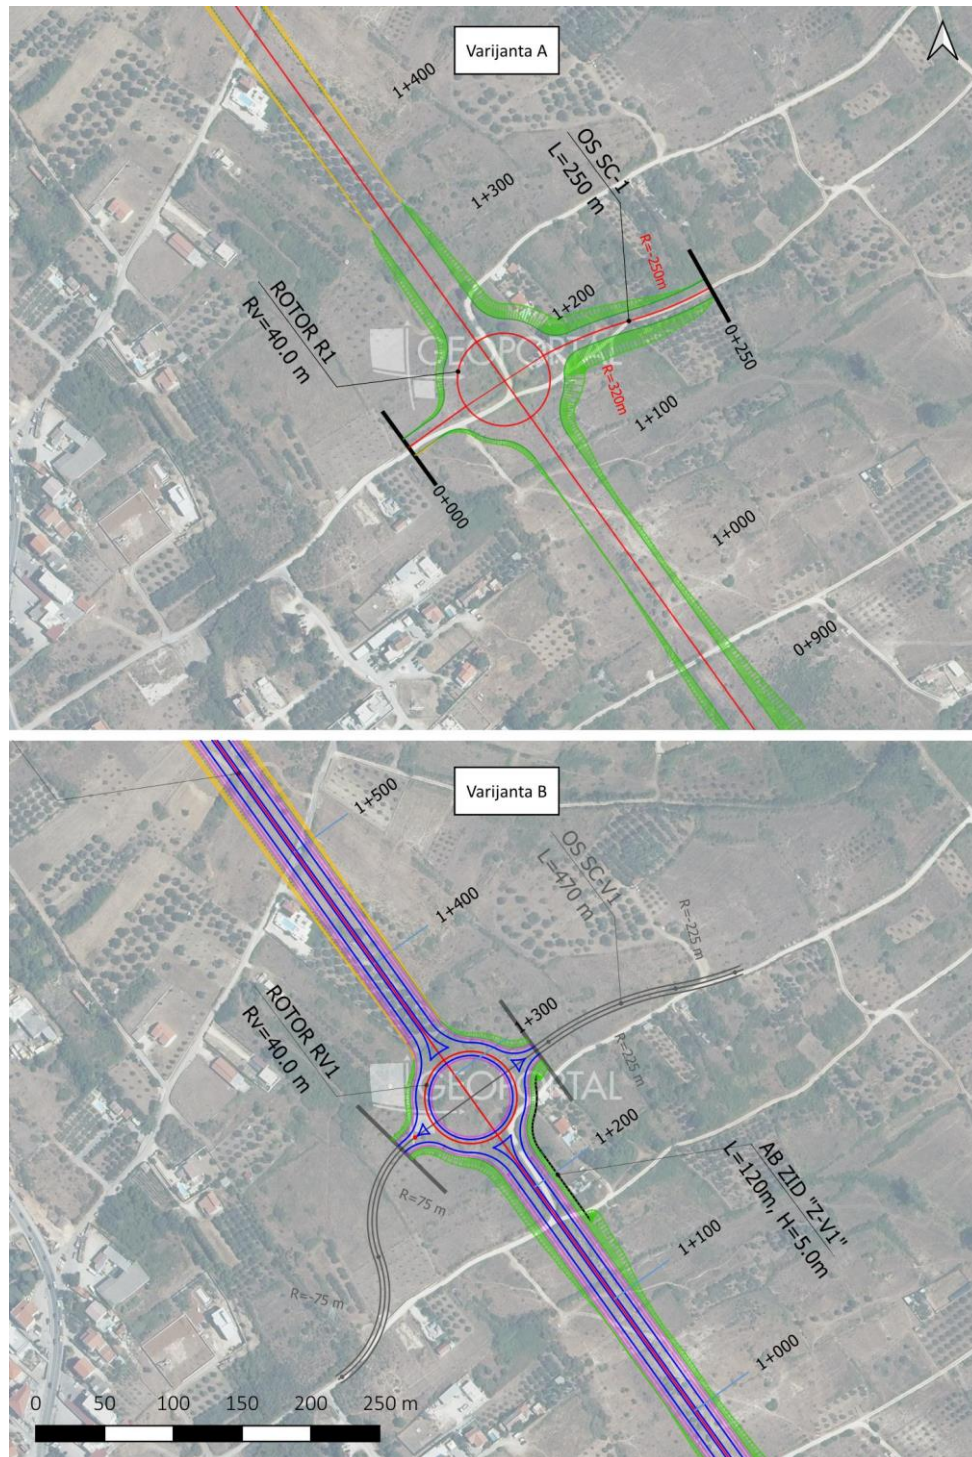 Varijanta A
1+400
OS SC-1
L=250 m
1+300
R=-250m
ROTOR R1
Rv=40.0 m
1+200
0+250
GEOPORTAL
R=320m
1+100
0+000
1+000
0+900
Varijanta B
1+500
OS SC-V1
L=470 m
1+400
R=-225 m
ROTOR RV1
Rv=40.0 m
1+300
R=225 m
GEOPORTAL
1+200
AB ZID "Z-V1"
L=120m, H=5.0m
R=75 m
1+100
R=-75 m
1+000
0 50 100 150 200 250 m